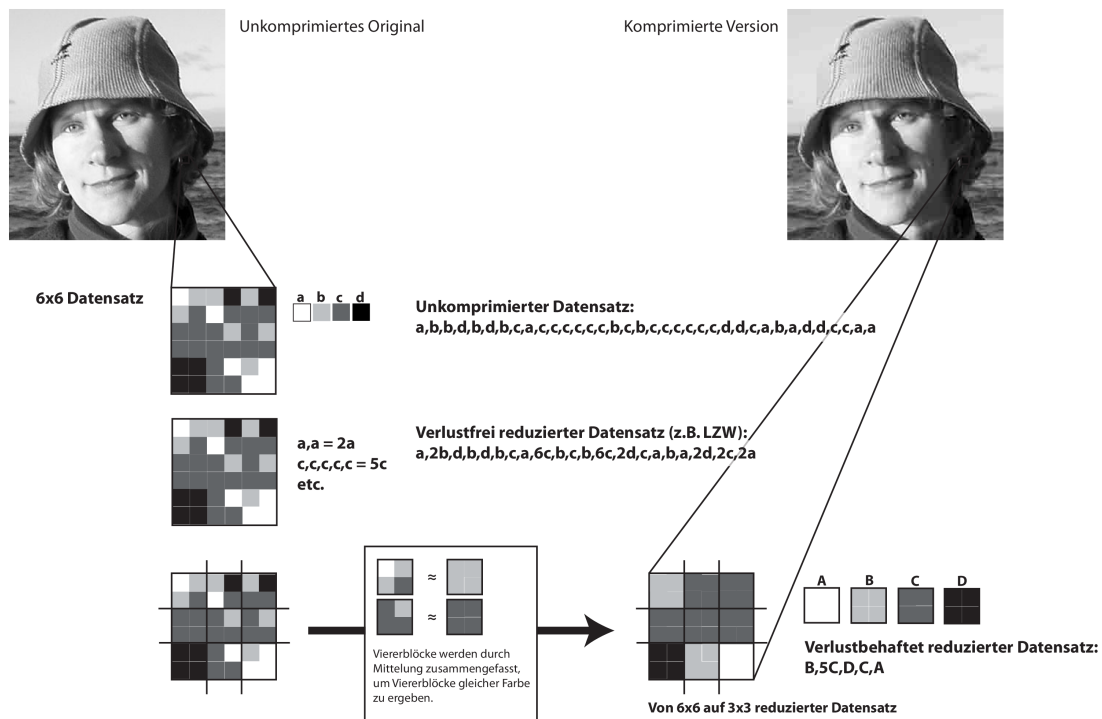 Unkomprimiertes Original
Komprimierte Version
6x6 Datensatz
a b c d
Unkomprimierter Datensatz:
a,b,b,d,b,d,b,c,a,c,c,c,c,c,c,b,c,b,c,c,c,c,c,c,d,d,c,a,b,a,d,d,c,c,a,a
a,a = 2a
c,c,c,c,c = 5c
etc.
Verlustfrei reduzierter Datensatz (z.B. LZW):
a,2b,d,b,d,b,c,a,6c,b,c,b,6c,2d,c,a,b,a,2d,2c,2a
≈
≈
Viererblöcke werden durch
Mittelung zusammengefasst,
um Viererblöcke gleicher Farbe
zu ergeben.
A B C D
Verlustbehaftet reduzierter Datensatz:
B,5C,D,C,A
Von 6x6 auf 3x3 reduzierter Datensatz